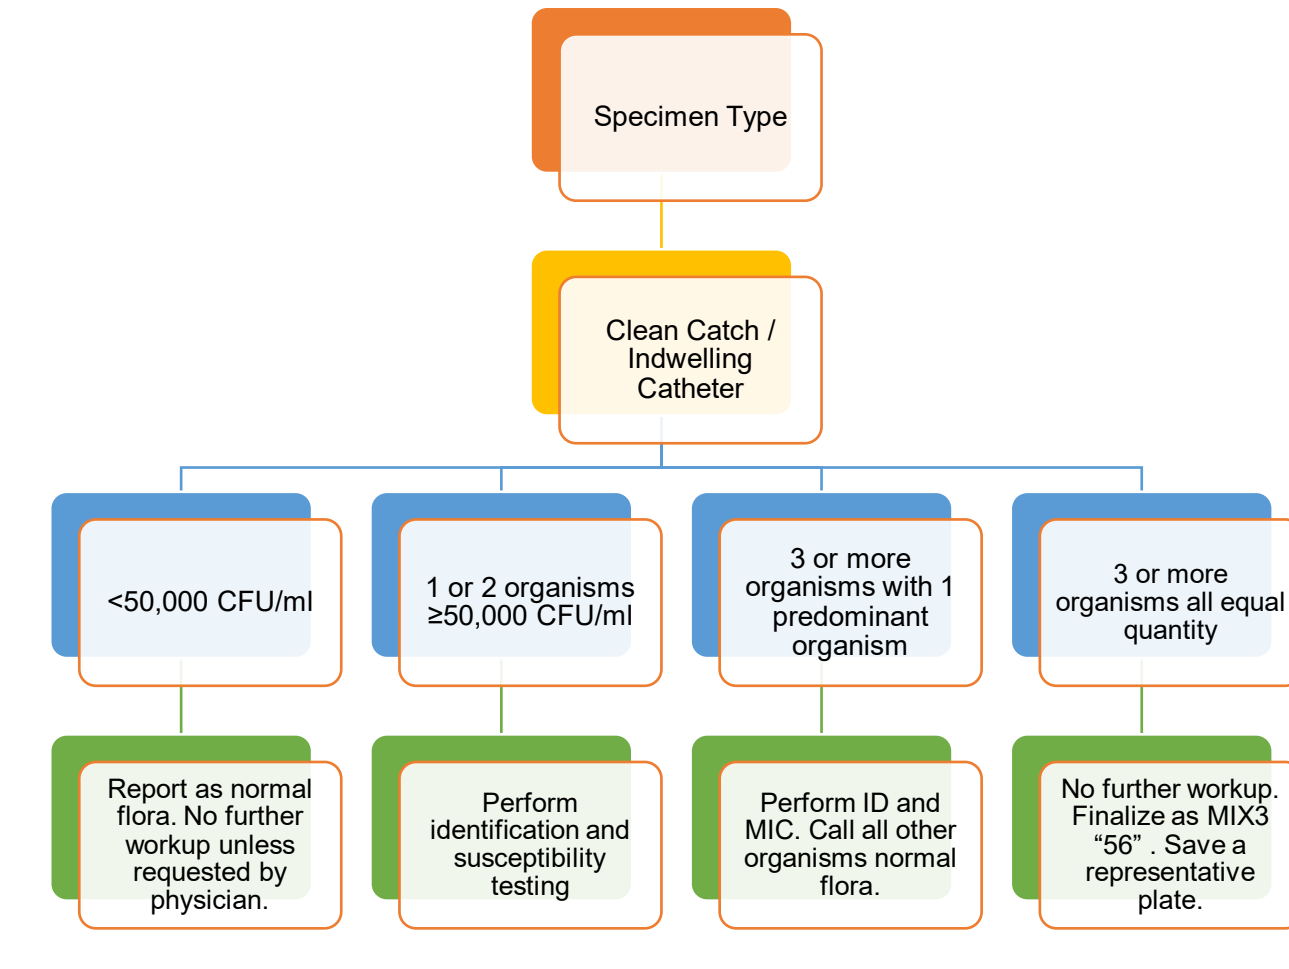 Specimen Type
Clean Catch /
Indwelling
Catheter
<50,000 CFU/ml
1 or 2 organisms
≥50,000 CFU/ml
3 or more
organisms with 1
predominant
organism
3 or more
organisms all equal
quantity
Report as normal
flora. No further
workup unless
requested by
physician.
Perform
identification and
susceptibility
testing
Perform ID and
MIC. Call all other
organisms normal
flora.
No further workup.
Finalize as MIX3
“56” . Save a
representative
plate.